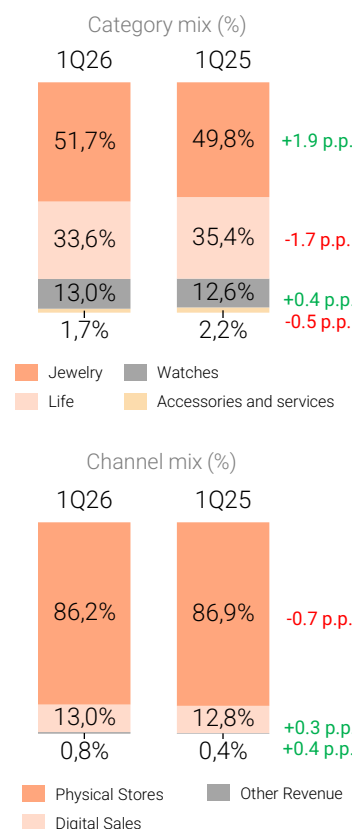 Category mix (%)
1Q26 1Q25
51,7% 49,8% +1.9 p.p.
33,6% 35,4% -1.7 p.p.
13,0% 12,6% +0.4 p.p.
1,7% 2,2% -0.5 p.p.
Jewelry Watches
Life Accessories and services
Channel mix (%)
1Q26 1Q25
86,2% 86,9% -0.7 p.p.
13,0% 12,8% +0.3 p.p
0,8% 0,4% +0.4 p.p.
Physical Stores Other Revenue
Digital Sales